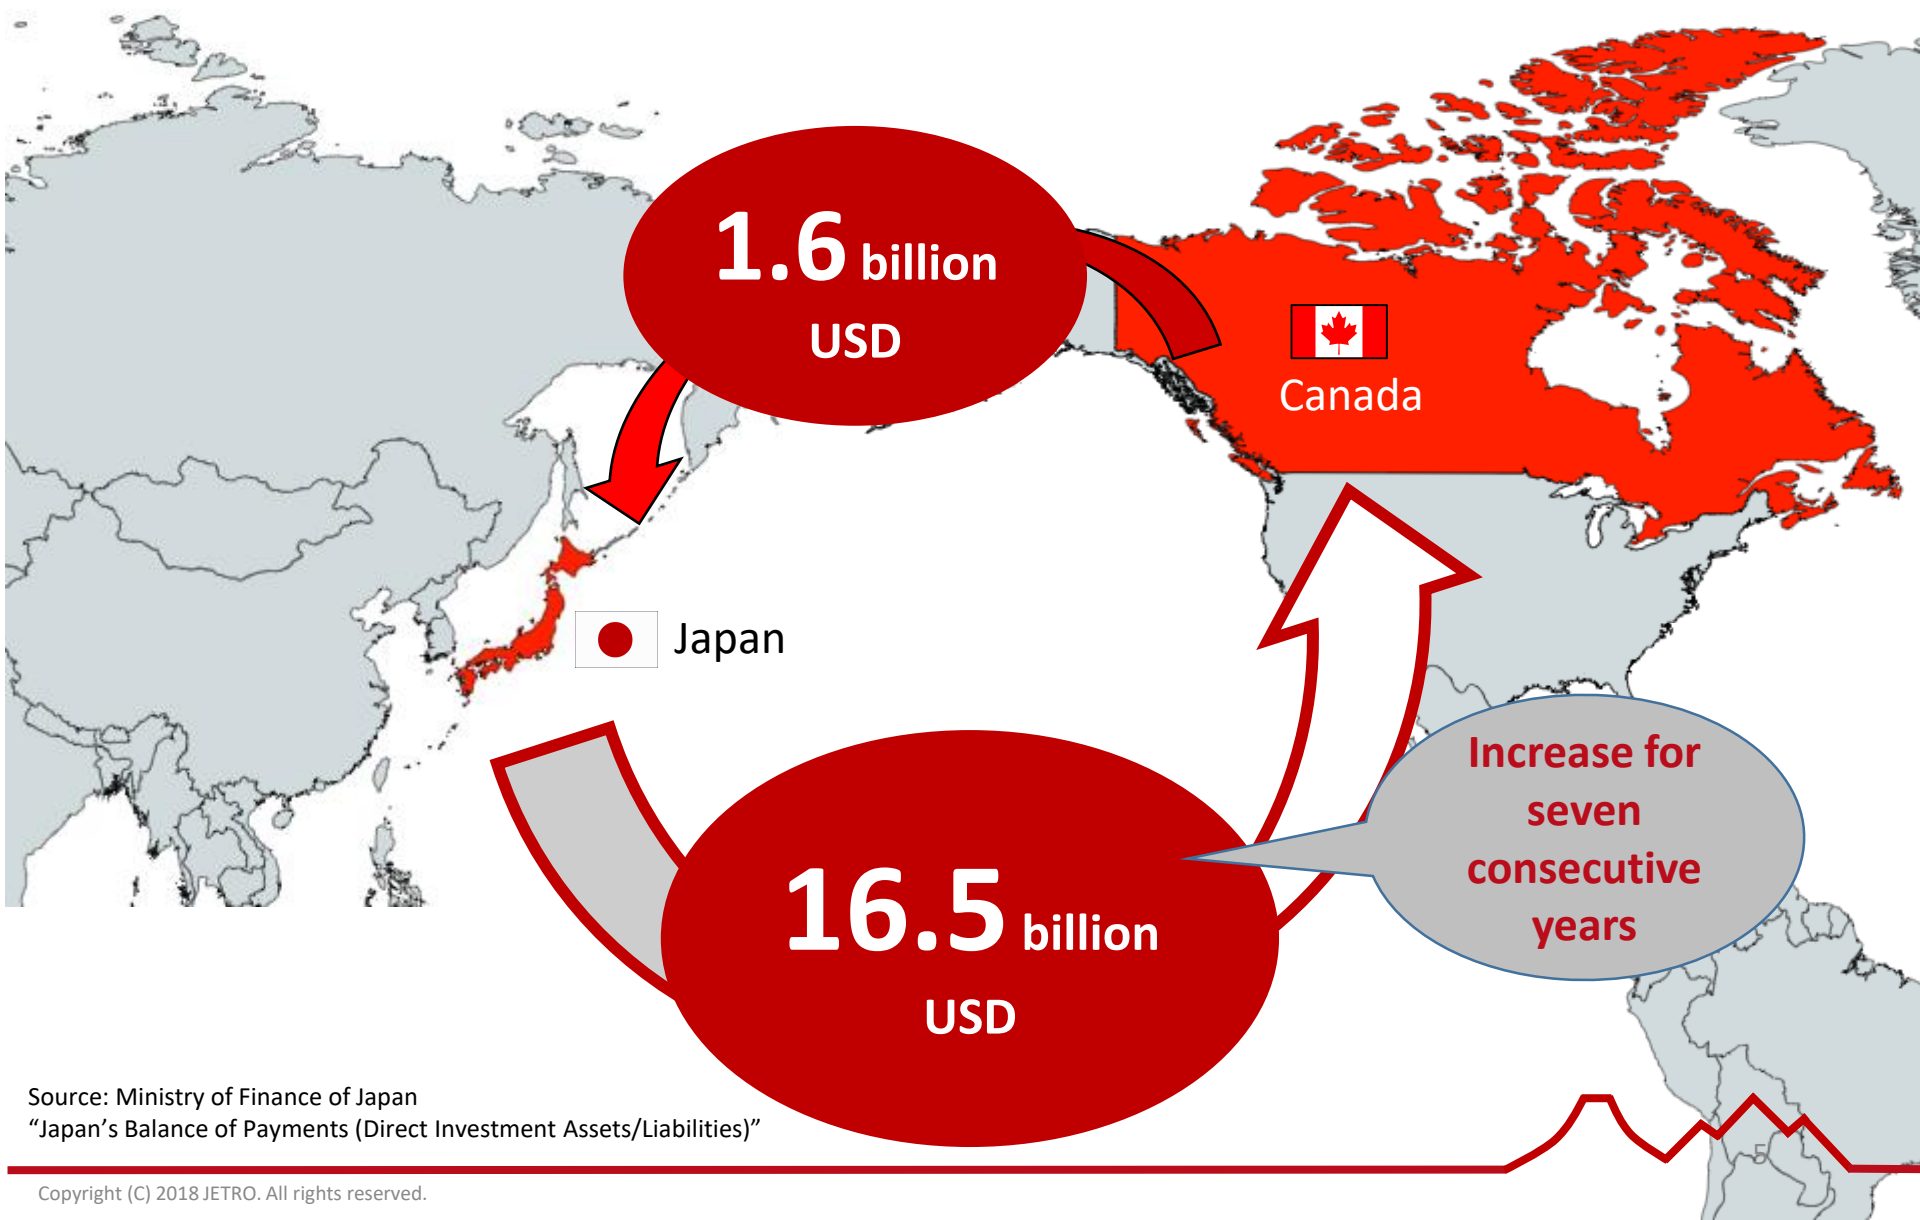 1.6 billion
USD
Canada
Japan
Increase for
seven
consecutive
years
16.5 billion
USD
Source: Ministry of Finance of Japan
“Japan’s Balance of Payments (Direct Investment Assets/Liabilities)”
5
Copyright (C) 2018 JETRO. All rights reserved.